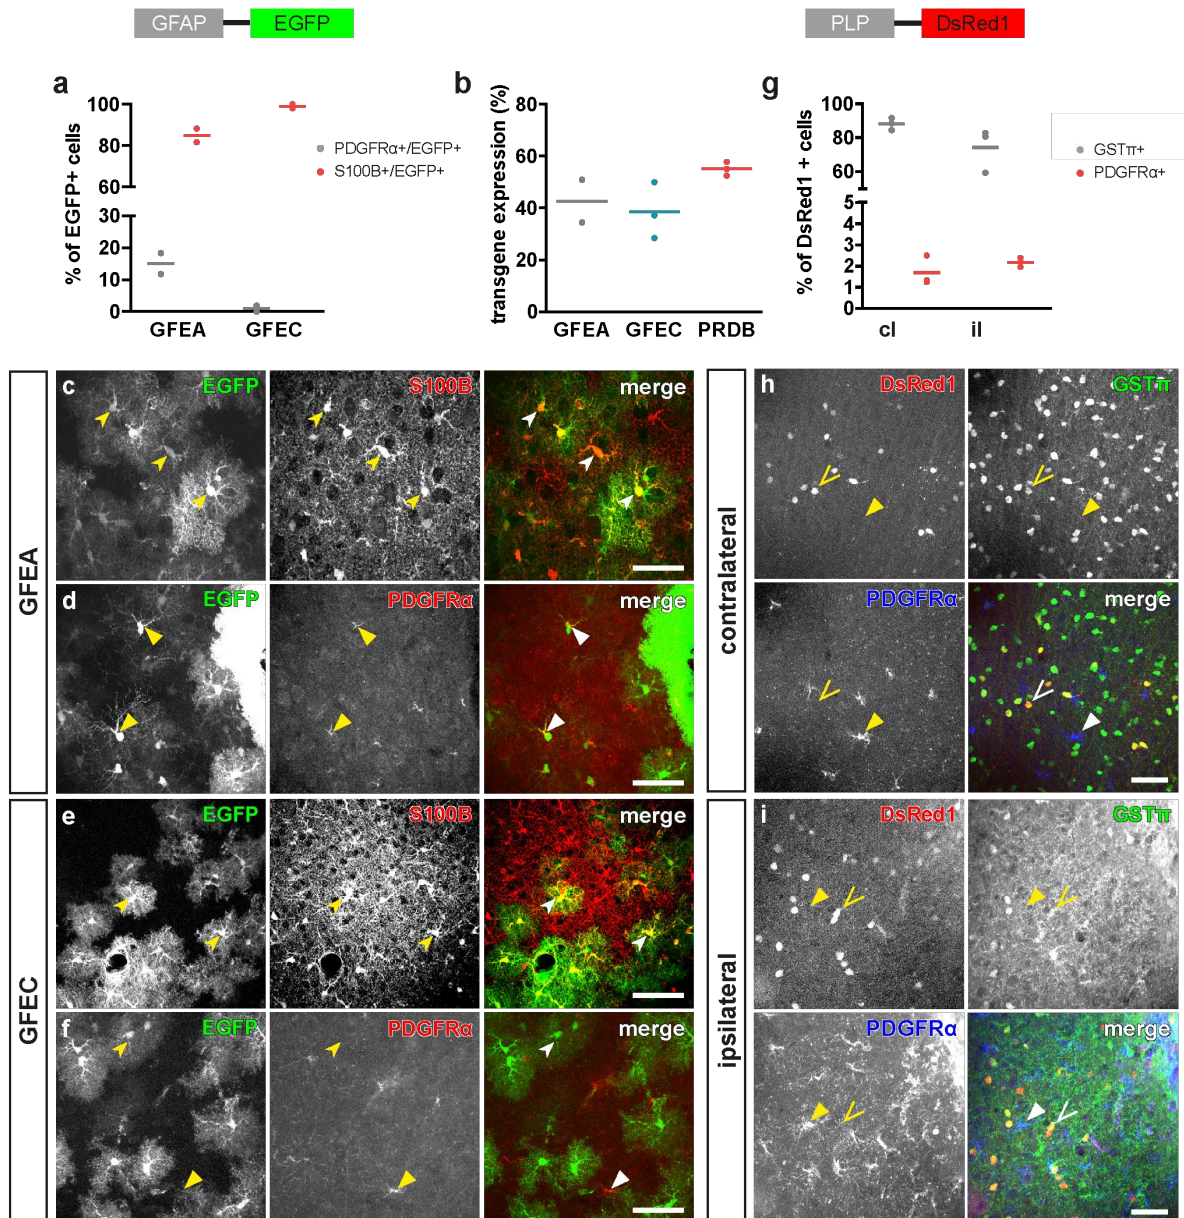 GFAP EGFP
PLP DsRed1
a
% of EGFP+ cells
100
80
60
30
20
10
0
GFEA GFEC
PDGFRα+/EGFP+
S100B+/EGFP+
b
transgene expression (%)
80
60
40
20
0
GFEA GFEC PRDB
g
% of DsRed1 + cells
100
80
60
5
4
3
2
1
0
cl il
GSTπ+
PDGFRα+
GFEA
c EGFP S100B merge
d EGFP PDGFRα merge
GFEC
e EGFP S100B merge
f EGFP PDGFRα merge
contralateral
h DsRed1 GSTπ
PDGFRα merge
ipsilateral
i DsRed1 GSTπ
PDGFRα merge